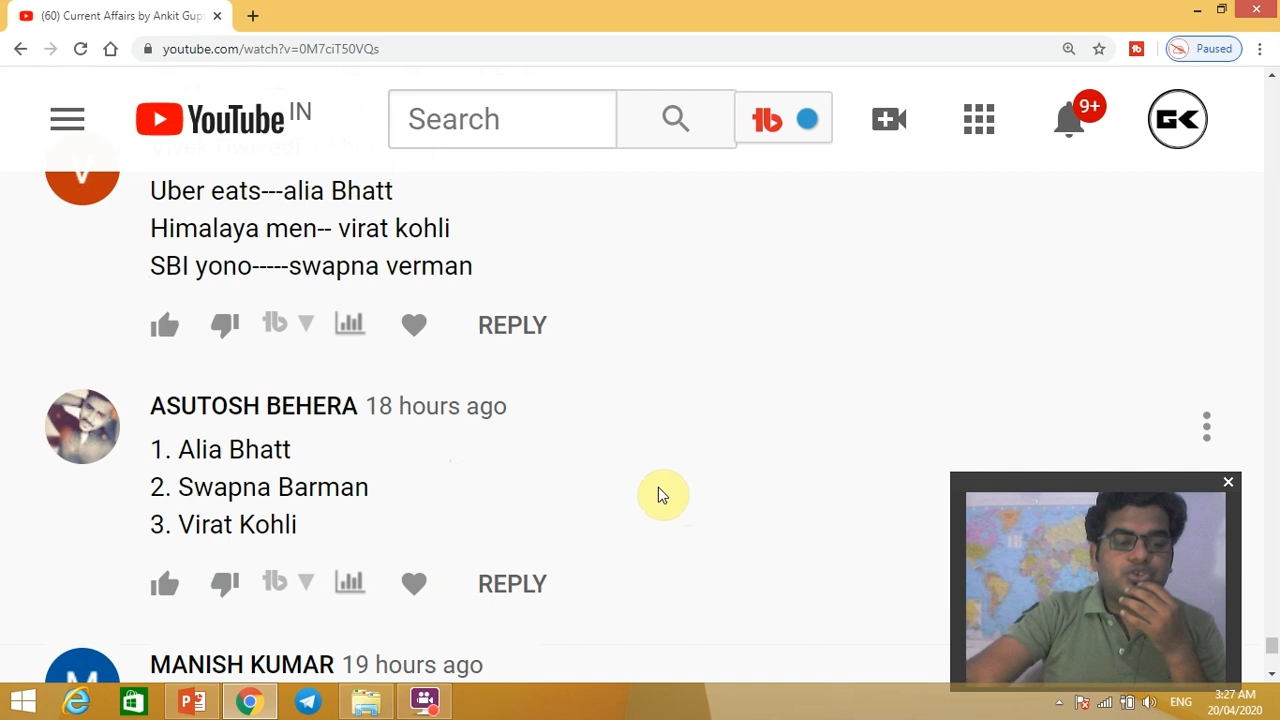 (60) Current Affairs by Ankit Gup
youtube.com/watch?v=0M7ciT50VQs
Paused
YouTube IN
Search
9+
GK
V
Uber eats---alia Bhatt
Himalaya men-- virat kohli
SBI yono-----swapna verman
REPLY
ASUTOSH BEHERA 18 hours ago
1. Alia Bhatt
2. Swapna Barman
3. Virat Kohli
REPLY
MANISH KUMAR 19 hours ago
M
ENG
3:27 AM
20/04/2020